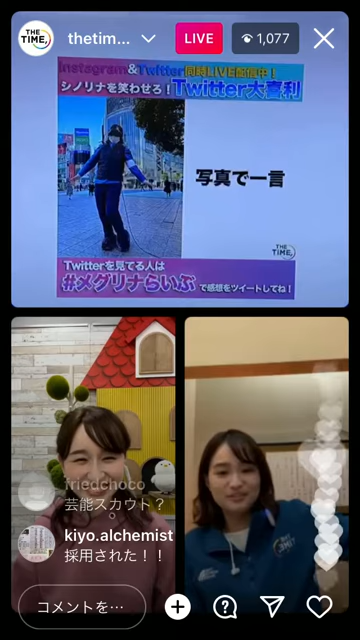 THE TIME,
thetim...
LIVE
1,077
Instagram&Twitter同時LIVE配信中！
シノリナを笑わせろ！Twitter大喜利
写真で一言
THE TIME,
Twitterを見てる人は
#メグリナらいぶ で感想をツイートしてね！
friedchoco
芸能スカウト？
kiyo.alchemist
採用された！！
コメントを…